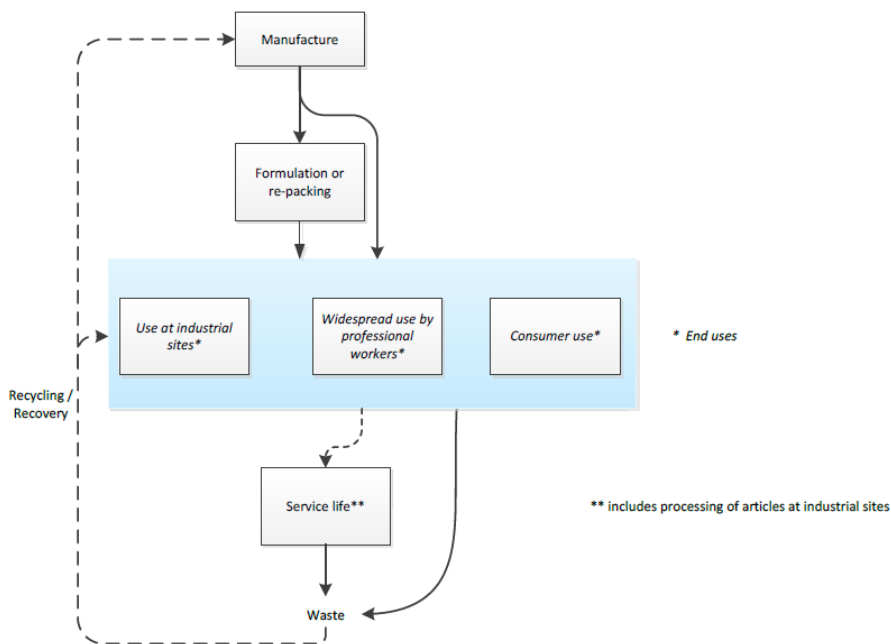 Manufacture
Formulation or
re-packing
Use at industrial
sites*
Widespread use by
professional
workers*
Consumer use*
* End uses
Recycling /
Recovery
Service life**
** includes processing of articles at industrial sites
Waste